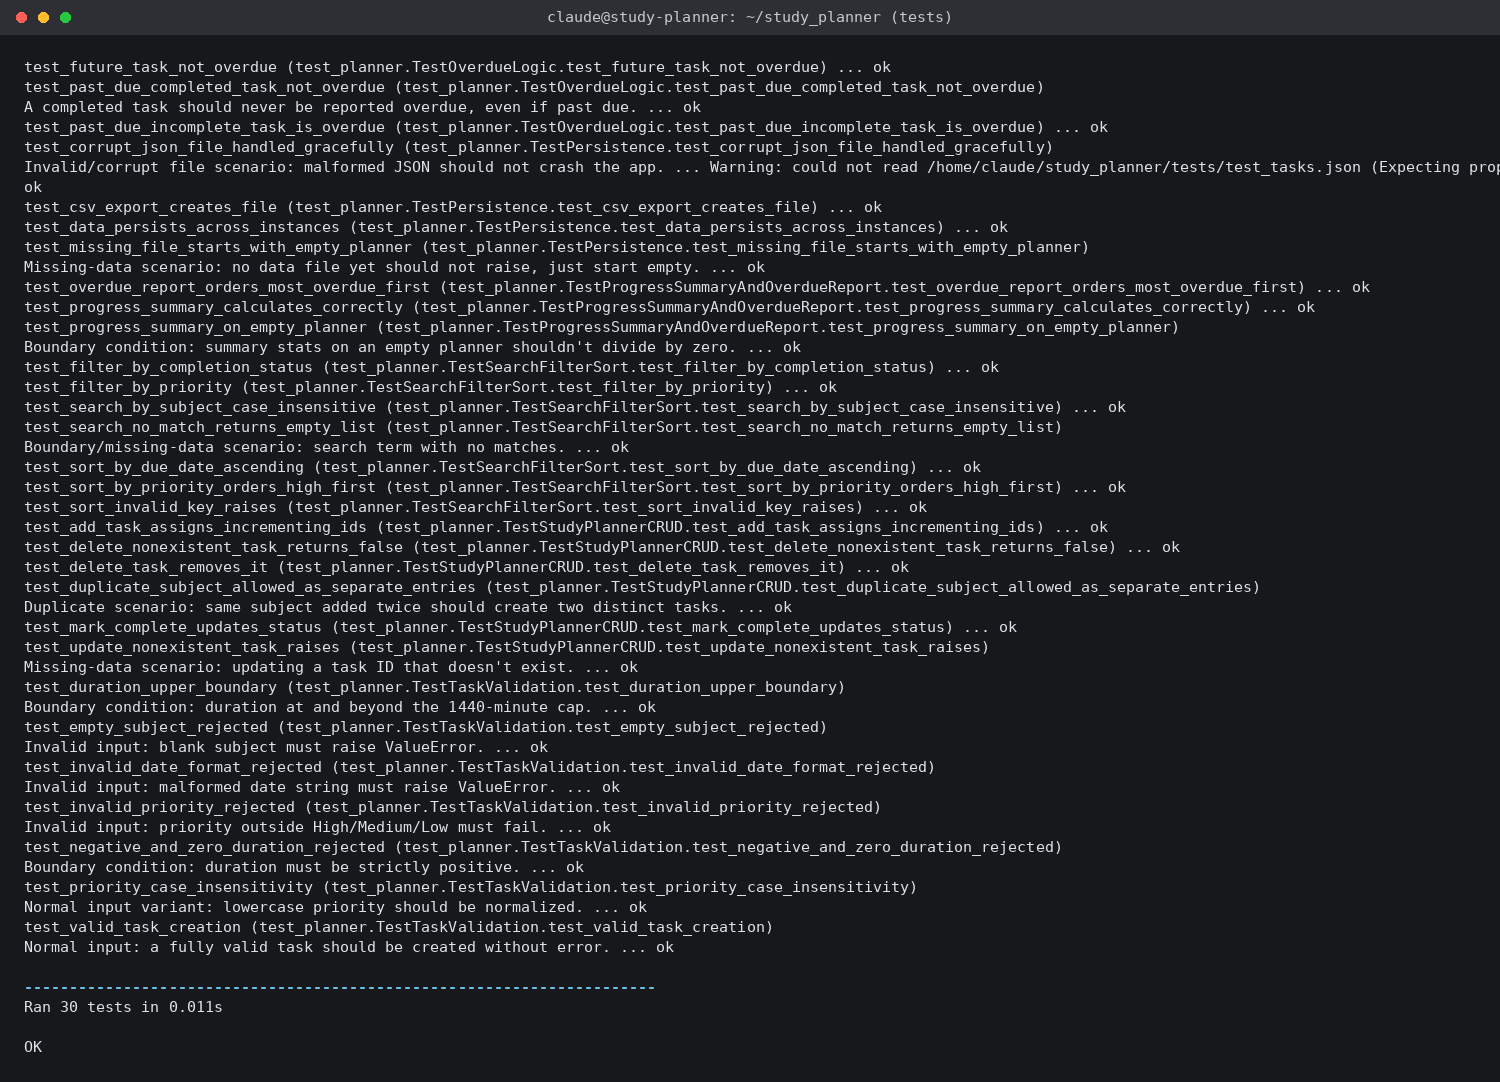 claude@study-planner: ~/study_planner (tests)
test_future_task_not_overdue (test_planner.TestOverdueLogic.test_future_task_not_overdue) ... ok
test_past_due_completed_task_not_overdue (test_planner.TestOverdueLogic.test_past_due_completed_task_not_overdue)
A completed task should never be reported overdue, even if past due. ... ok
test_past_due_incomplete_task_is_overdue (test_planner.TestOverdueLogic.test_past_due_incomplete_task_is_overdue) ... ok
test_corrupt_json_file_handled_gracefully (test_planner.TestPersistence.test_corrupt_json_file_handled_gracefully)
Invalid/corrupt file scenario: malformed JSON should not crash the app. ... Warning: could not read /home/claude/study_planner/tests/test_tasks.json (Expecting prop
ok
test_csv_export_creates_file (test_planner.TestPersistence.test_csv_export_creates_file) ... ok
test_data_persists_across_instances (test_planner.TestPersistence.test_data_persists_across_instances) ... ok
test_missing_file_starts_with_empty_planner (test_planner.TestPersistence.test_missing_file_starts_with_empty_planner)
Missing-data scenario: no data file yet should not raise, just start empty. ... ok
test_overdue_report_orders_most_overdue_first (test_planner.TestProgressSummaryAndOverdueReport.test_overdue_report_orders_most_overdue_first) ... ok
test_progress_summary_calculates_correctly (test_planner.TestProgressSummaryAndOverdueReport.test_progress_summary_calculates_correctly) ... ok
test_progress_summary_on_empty_planner (test_planner.TestProgressSummaryAndOverdueReport.test_progress_summary_on_empty_planner)
Boundary condition: summary stats on an empty planner shouldn't divide by zero. ... ok
test_filter_by_completion_status (test_planner.TestSearchFilterSort.test_filter_by_completion_status) ... ok
test_filter_by_priority (test_planner.TestSearchFilterSort.test_filter_by_priority) ... ok
test_search_by_subject_case_insensitive (test_planner.TestSearchFilterSort.test_search_by_subject_case_insensitive) ... ok
test_search_no_match_returns_empty_list (test_planner.TestSearchFilterSort.test_search_no_match_returns_empty_list)
Boundary/missing-data scenario: search term with no matches. ... ok
test_sort_by_due_date_ascending (test_planner.TestSearchFilterSort.test_sort_by_due_date_ascending) ... ok
test_sort_by_priority_orders_high_first (test_planner.TestSearchFilterSort.test_sort_by_priority_orders_high_first) ... ok
test_sort_invalid_key_raises (test_planner.TestSearchFilterSort.test_sort_invalid_key_raises) ... ok
test_add_task_assigns_incrementing_ids (test_planner.TestStudyPlannerCRUD.test_add_task_assigns_incrementing_ids) ... ok
test_delete_nonexistent_task_returns_false (test_planner.TestStudyPlannerCRUD.test_delete_nonexistent_task_returns_false) ... ok
test_delete_task_removes_it (test_planner.TestStudyPlannerCRUD.test_delete_task_removes_it) ... ok
test_duplicate_subject_allowed_as_separate_entries (test_planner.TestStudyPlannerCRUD.test_duplicate_subject_allowed_as_separate_entries)
Duplicate scenario: same subject added twice should create two distinct tasks. ... ok
test_mark_complete_updates_status (test_planner.TestStudyPlannerCRUD.test_mark_complete_updates_status) ... ok
test_update_nonexistent_task_raises (test_planner.TestStudyPlannerCRUD.test_update_nonexistent_task_raises)
Missing-data scenario: updating a task ID that doesn't exist. ... ok
test_duration_upper_boundary (test_planner.TestTaskValidation.test_duration_upper_boundary)
Boundary condition: duration at and beyond the 1440-minute cap. ... ok
test_empty_subject_rejected (test_planner.TestTaskValidation.test_empty_subject_rejected)
Invalid input: blank subject must raise ValueError. ... ok
test_invalid_date_format_rejected (test_planner.TestTaskValidation.test_invalid_date_format_rejected)
Invalid input: malformed date string must raise ValueError. ... ok
test_invalid_priority_rejected (test_planner.TestTaskValidation.test_invalid_priority_rejected)
Invalid input: priority outside High/Medium/Low must fail. ... ok
test_negative_and_zero_duration_rejected (test_planner.TestTaskValidation.test_negative_and_zero_duration_rejected)
Boundary condition: duration must be strictly positive. ... ok
test_priority_case_insensitivity (test_planner.TestTaskValidation.test_priority_case_insensitivity)
Normal input variant: lowercase priority should be normalized. ... ok
test_valid_task_creation (test_planner.TestTaskValidation.test_valid_task_creation)
Normal input: a fully valid task should be created without error. ... ok
----------------------------------------------------------------------
Ran 30 tests in 0.011s
OK